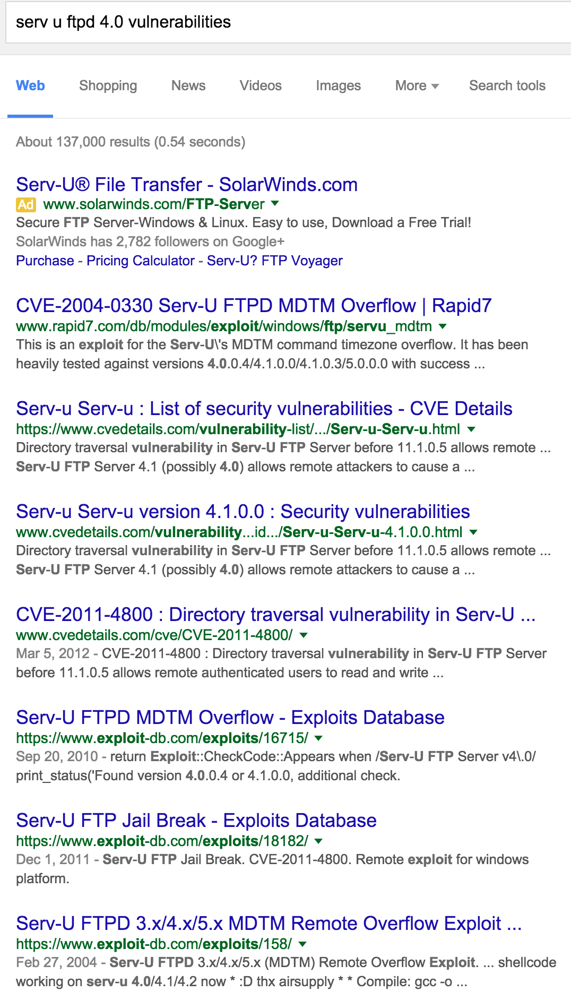 serv u ftpd 4.0 vulnerabilities
Web Shopping News Videos Images More Search tools
About 137,000 results (0.54 seconds)
Serv-U® File Transfer - SolarWinds.com
Ad www.solarwinds.com/FTP-Server
Secure FTP Server-Windows & Linux. Easy to use, Download a Free Trial!
SolarWinds has 2,782 followers on Google+
Purchase - Pricing Calculator - Serv-U? FTP Voyager
CVE-2004-0330 Serv-U FTPD MDTM Overflow | Rapid7
www.rapid7.com/db/modules/exploit/windows/ftp/servu_mdtm
This is an exploit for the Serv-U\'s MDTM command timezone overflow. It has been
heavily tested against versions 4.0.0.4/4.1.0.0/4.1.0.3/5.0.0.0 with success ...
Serv-u Serv-u : List of security vulnerabilities - CVE Details
https://www.cvedetails.com/vulnerability-list/.../Serv-u-Serv-u.html
Directory traversal vulnerability in Serv-U FTP Server before 11.1.0.5 allows remote ...
Serv-U FTP Server 4.1 (possibly 4.0) allows remote attackers to cause a ...
Serv-u Serv-u version 4.1.0.0 : Security vulnerabilities
www.cvedetails.com/vulnerability...id.../Serv-u-Serv-u-4.1.0.0.html
Directory traversal vulnerability in Serv-U FTP Server before 11.1.0.5 allows remote ...
Serv-U FTP Server 4.1 (possibly 4.0) allows remote attackers to cause a ...
CVE-2011-4800 : Directory traversal vulnerability in Serv-U ...
www.cvedetails.com/cve/CVE-2011-4800/
Mar 5, 2012 - CVE-2011-4800 : Directory traversal vulnerability in Serv-U FTP Server
before 11.1.0.5 allows remote authenticated users to read and write ...
Serv-U FTPD MDTM Overflow - Exploits Database
https://www.exploit-db.com/exploits/16715/
Sep 20, 2010 - return Exploit::CheckCode::Appears when /Serv-U FTP Server v4\.0/
print_status('Found version 4.0.0.4 or 4.1.0.0, additional check.
Serv-U FTP Jail Break - Exploits Database
https://www.exploit-db.com/exploits/18182/
Dec 1, 2011 - Serv-U FTP Jail Break. CVE-2011-4800. Remote exploit for windows
platform.
Serv-U FTPD 3.x/4.x/5.x MDTM Remote Overflow Exploit ...
https://www.exploit-db.com/exploits/158/
Feb 27, 2004 - Serv-U FTPD 3.x/4.x/5.x (MDTM) Remote Overflow Exploit. ... shellcode
working on serv-u 4.0/4.1/4.2 now * :D thx airsupply * * Compile: gcc -o ...